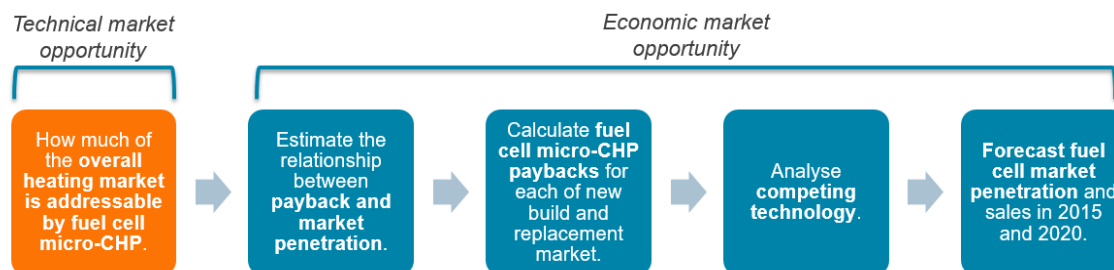 Technical market
opportunity
Economic market
opportunity
How much of
the overall
heating market
is addressable
by fuel cell
micro-CHP.
Estimate the
relationship
between
payback and
market
penetration.
Calculate fuel
cell micro-CHP
paybacks for
each of new
build and
replacement
market.
Analyse
competing
technology.
Forecast fuel
cell market
penetration and
sales in 2015
and 2020.